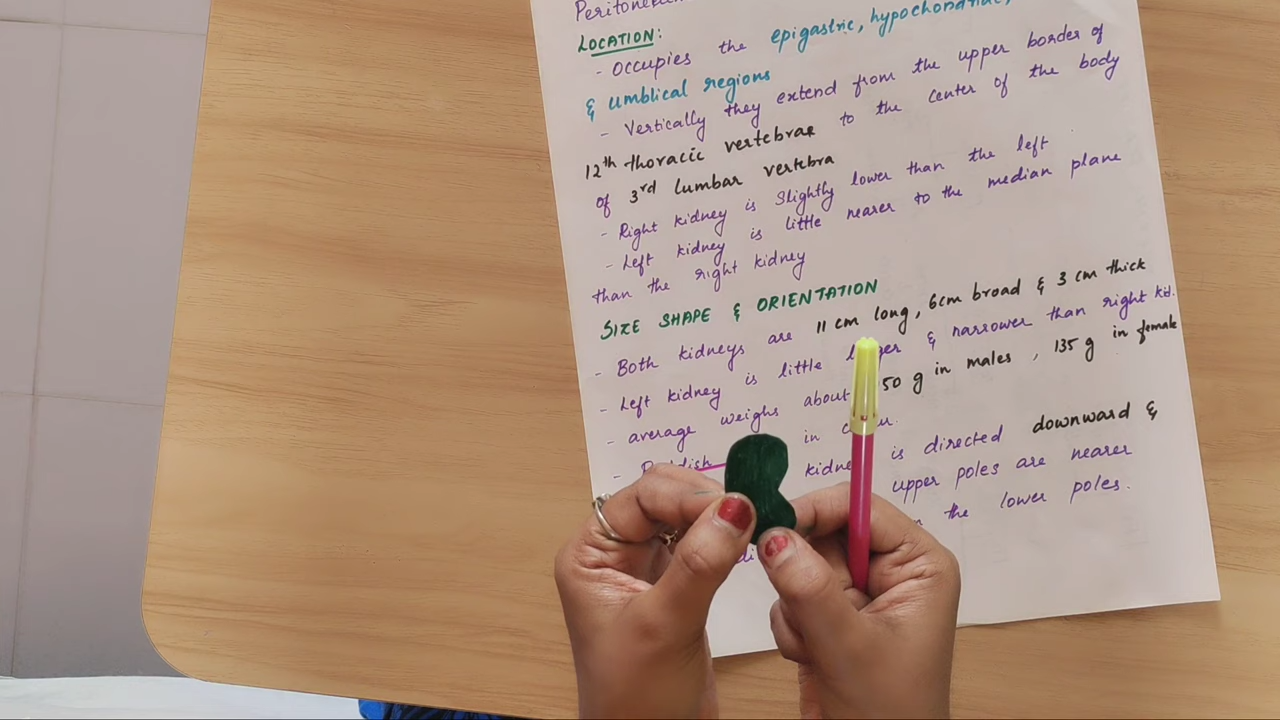 Peritoneum
LOCATION:
- Occupies the epigastric, hypochondriac,
& umblical regions
- Vertically they extend from the upper border of
12th thoracic vertebrae to the center of the body
of 3rd lumbar vertebra
- Right kidney is slightly lower than the left
- Left kidney is little nearer to the median plane
than the right kidney
SIZE SHAPE & ORIENTATION
- Both kidneys are 11 cm long, 6cm broad & 3 cm thick
- Left kidney is little & narrower than right kid.
- average weighs about 50 g in males, 135 g in female
- in
kidney is directed downward &
upper poles are nearer
the lower poles.